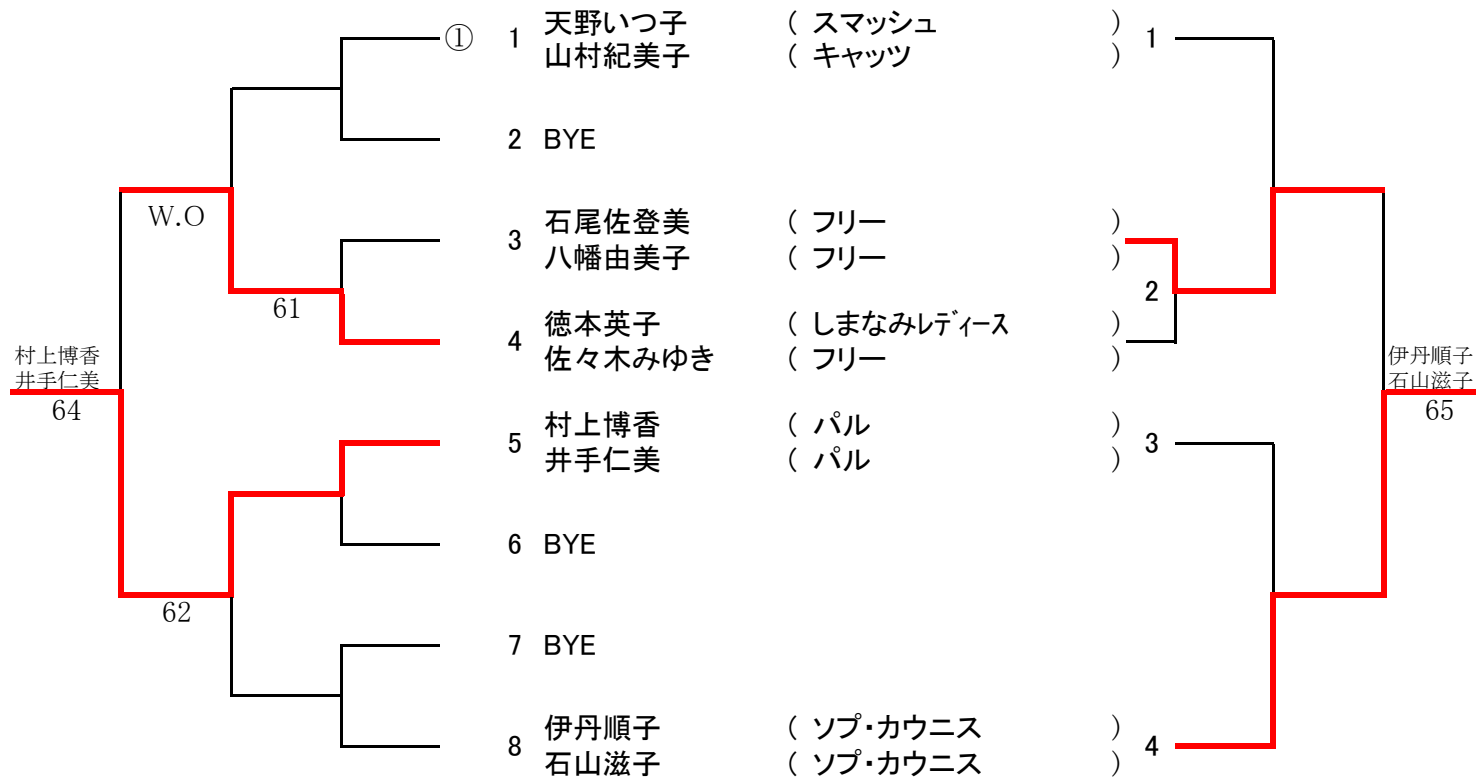 ① 1 天野いつ子 ( スマッシュ ) 1
山村紀美子 ( キャッツ )
2 BYE
W.O
3 石尾佐登美 ( フリー )
八幡由美子 ( フリー )
2
61
4 徳本英子 ( しまなみレディース )
佐々木みゆき ( フリー )
村上博香
井手仁美
64
伊丹順子
石山滋子
65
5 村上博香 ( パル ) 3
井手仁美 ( パル )
6 BYE
62
7 BYE
8 伊丹順子 ( ソプ・カウニス ) 4
石山滋子 ( ソプ・カウニス )